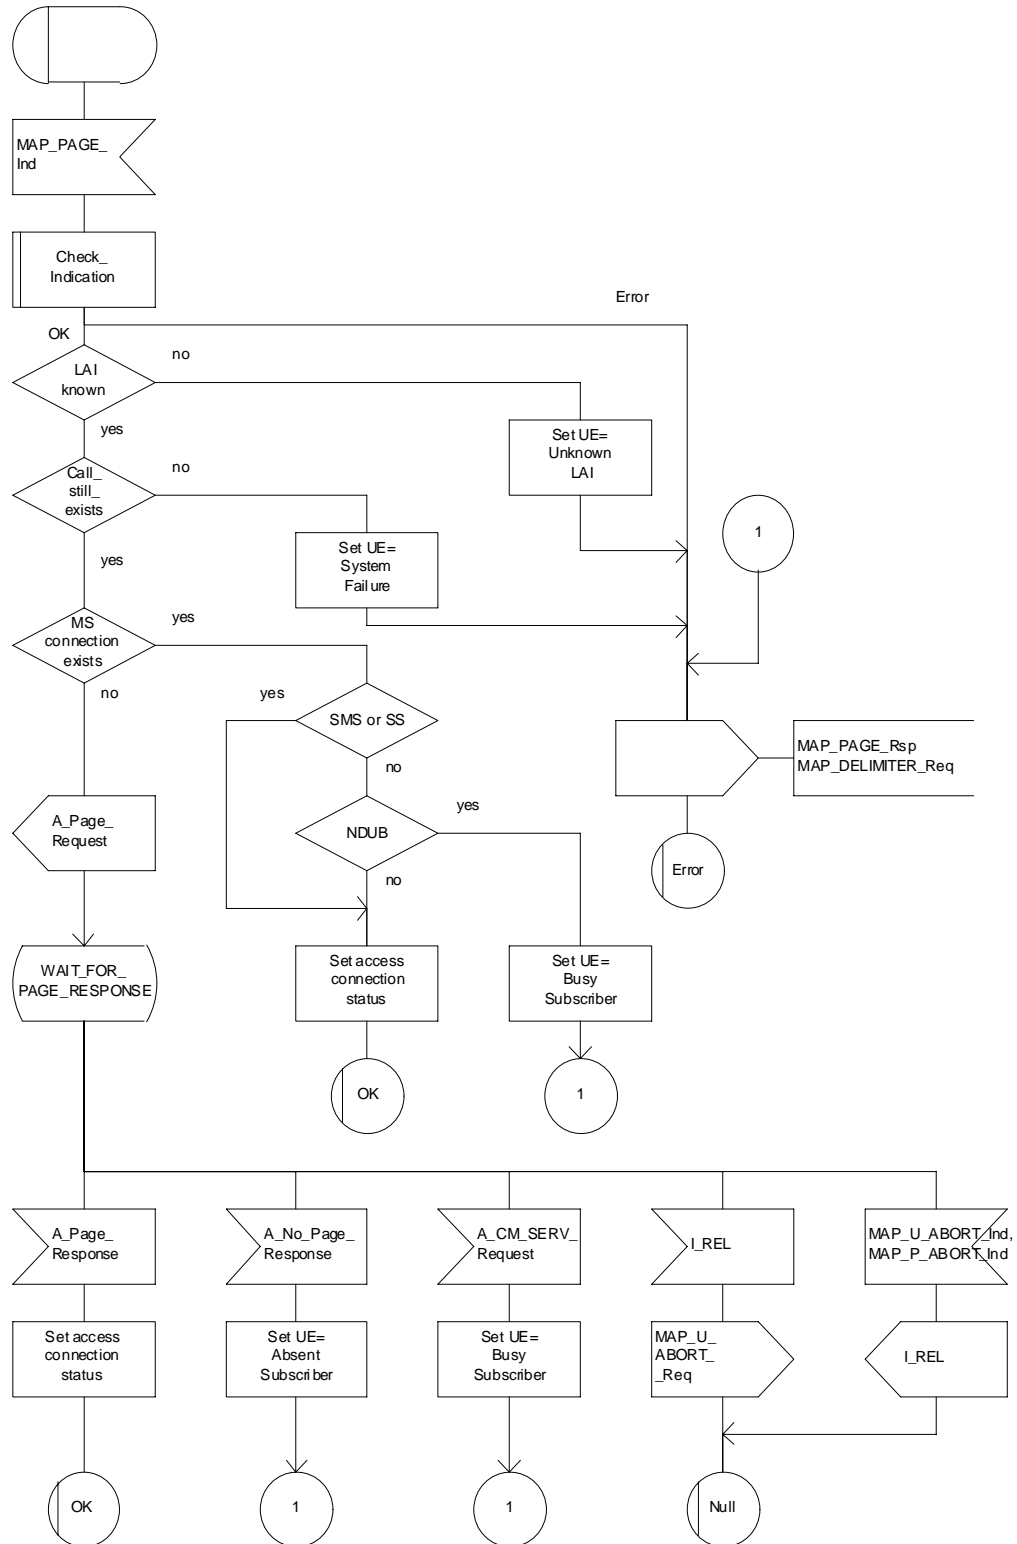 MAP_PAGE_
Ind
Check_
Indication
Error
OK
no
LAI
known
yes
Set UE=
Unknown
LAI
no
Call_
still_
exists
1
yes
Set UE=
System
Failure
yes
MS
connection
exists
no
yes
SMS or SS
no
MAP_PAGE_Rsp
MAP_DELIMITER_Req
A_Page_
Request
yes
NDUB
no
Error
WAIT_FOR_
PAGE_RESPONSE
Set access
connection
status
Set UE=
Busy
Subscriber
OK
1
A_Page_
Response
A_No_Page_
Response
A_CM_SERV_
Request
I_REL
MAP_U_ABORT_Ind,
MAP_P_ABORT_Ind
Set access
connection
status
Set UE=
Absent
Subscriber
Set UE=
Busy
Subscriber
MAP_U_
ABORT_
_Req
I_REL
OK
1
1
Null